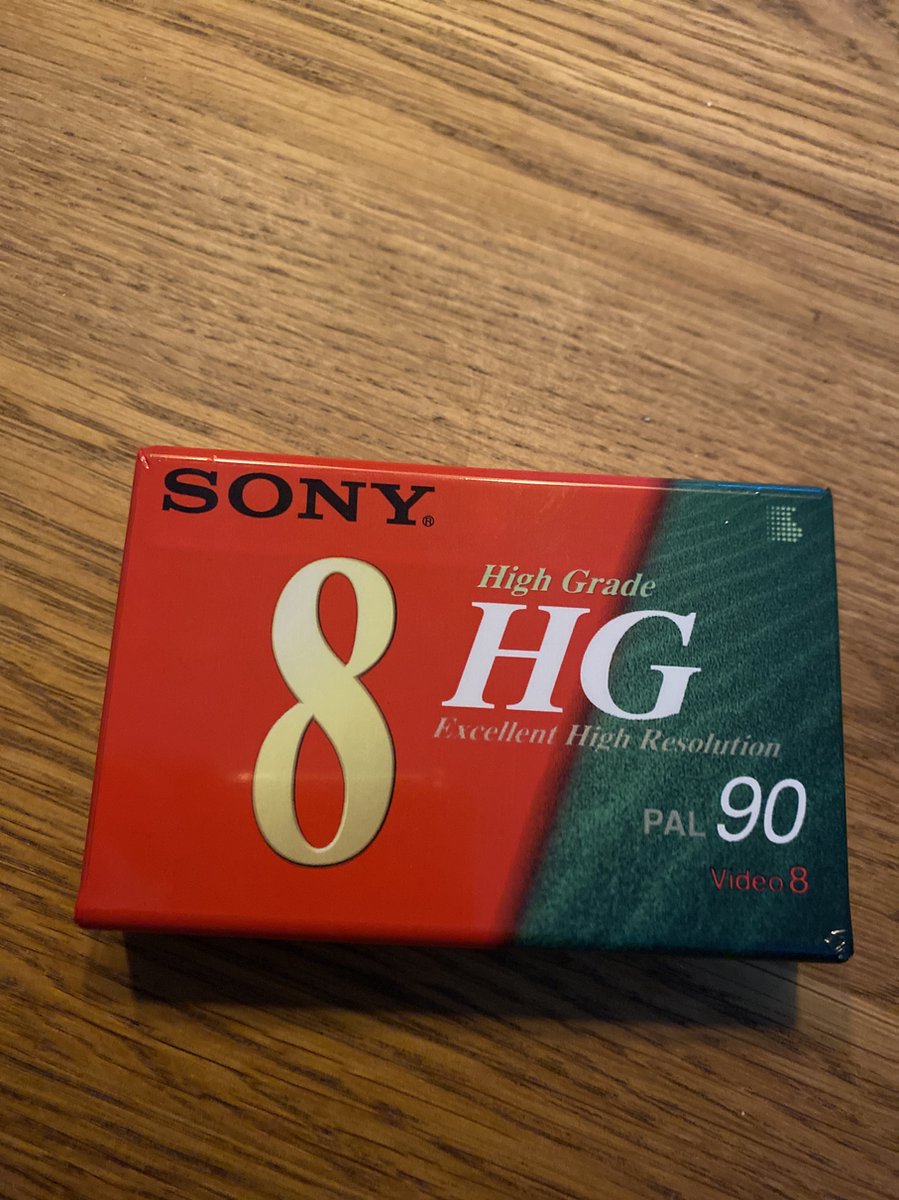 SONY®
8
High Grade
HG
Excellent High Resolution
PAL 90
Video 8